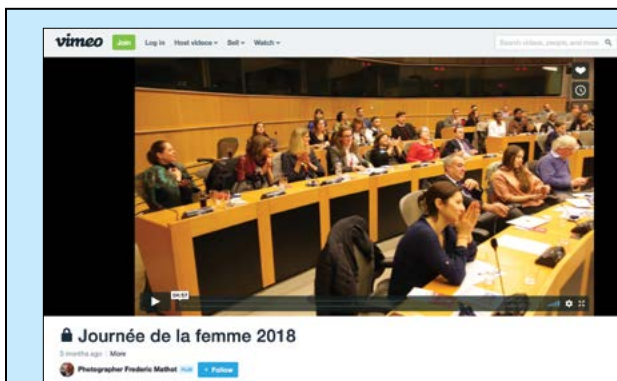 vimeo Join Log in Host videos Sell Watch Search videos, people, and more
04:57
Journée de la femme 2018
3 months ago More
Photographer Frederic Mathot PLUS + Follow